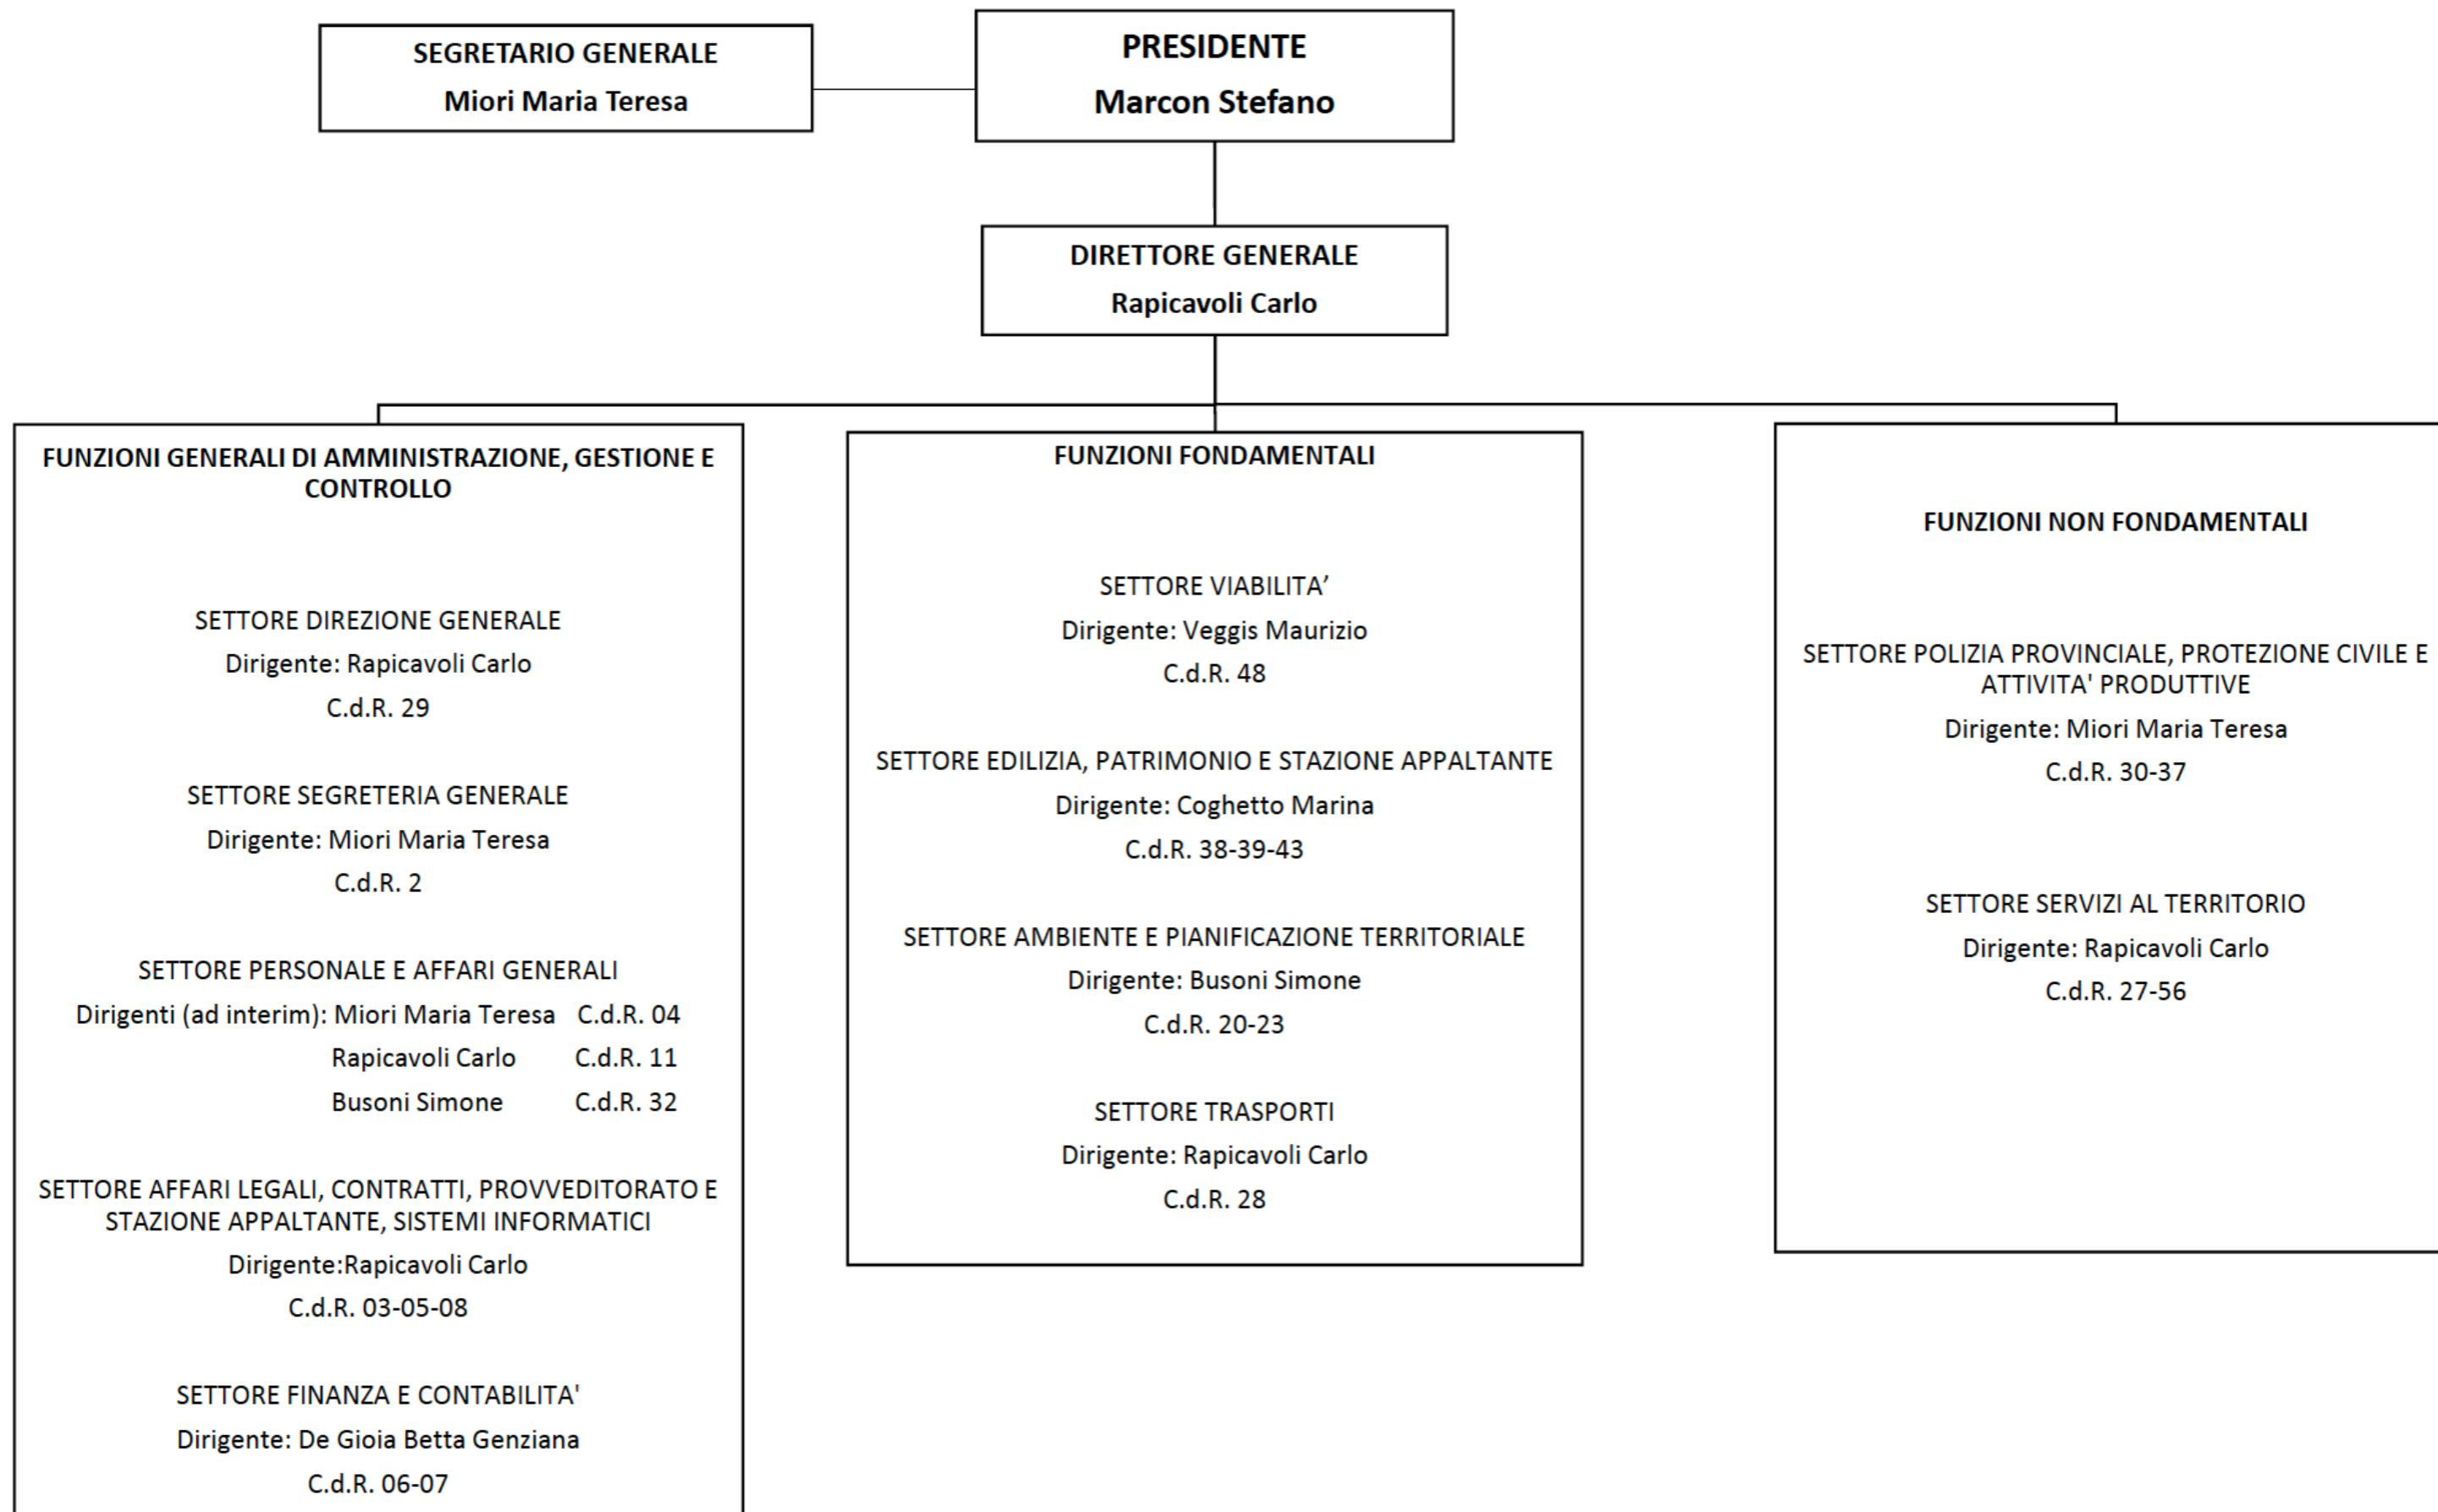 SEGRETARIO GENERALE
Miori Maria Teresa
PRESIDENTE
Marcon Stefano
DIRETTORE GENERALE
Rapicavoli Carlo
FUNZIONI GENERALI DI AMMINISTRAZIONE, GESTIONE E
CONTROLLO
SETTORE DIREZIONE GENERALE
Dirigente: Rapicavoli Carlo
C.d.R. 29
SETTORE SEGRETERIA GENERALE
Dirigente: Miori Maria Teresa
C.d.R. 2
SETTORE PERSONALE E AFFARI GENERALI
Dirigenti (ad interim): Miori Maria Teresa C.d.R. 04
Rapicavoli Carlo C.d.R. 11
Busoni Simone C.d.R. 32
SETTORE AFFARI LEGALI, CONTRATTI, PROVVEDITORATO E
STAZIONE APPALTANTE, SISTEMI INFORMATICI
Dirigente:Rapicavoli Carlo
C.d.R. 03-05-08
SETTORE FINANZA E CONTABILITA'
Dirigente: De Gioia Betta Genziana
C.d.R. 06-07
FUNZIONI FONDAMENTALI
SETTORE VIABILITA’
Dirigente: Veggis Maurizio
C.d.R. 48
SETTORE EDILIZIA, PATRIMONIO E STAZIONE APPALTANTE
Dirigente: Coghetto Marina
C.d.R. 38-39-43
SETTORE AMBIENTE E PIANIFICAZIONE TERRITORIALE
Dirigente: Busoni Simone
C.d.R. 20-23
SETTORE TRASPORTI
Dirigente: Rapicavoli Carlo
C.d.R. 28
FUNZIONI NON FONDAMENTALI
SETTORE POLIZIA PROVINCIALE, PROTEZIONE CIVILE E
ATTIVITA' PRODUTTIVE
Dirigente: Miori Maria Teresa
C.d.R. 30-37
SETTORE SERVIZI AL TERRITORIO
Dirigente: Rapicavoli Carlo
C.d.R. 27-56